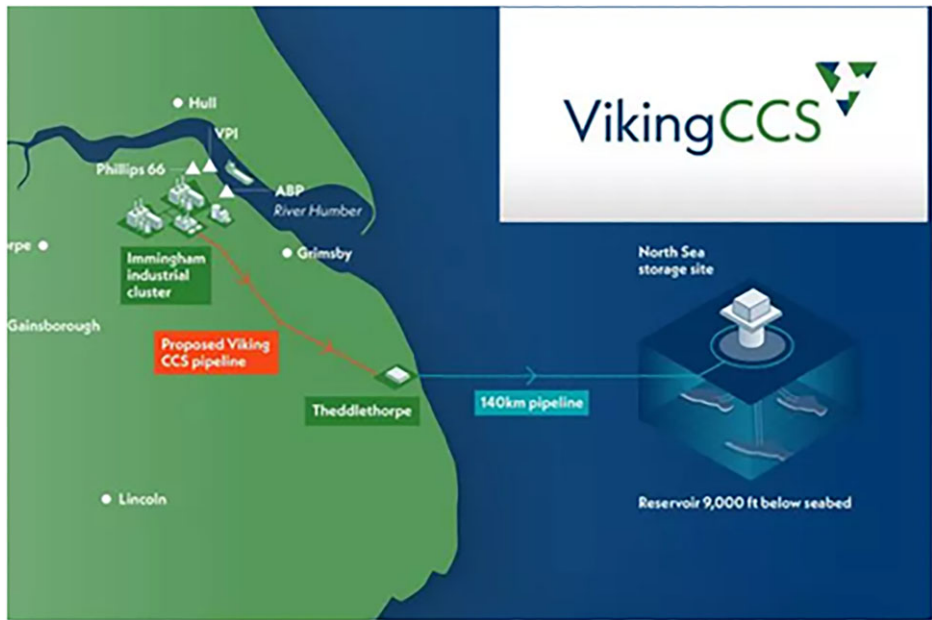 VikingCCS
Hull
VPI
Phillips 66
ABP
River Humber
rpe
Grimsby
Immingham
industrial
cluster
North Sea
storage site
Gainsborough
Proposed Viking
CCS pipeline
Theddlethorpe
140km pipeline
Lincoln
Reservoir 9,000 ft below seabed